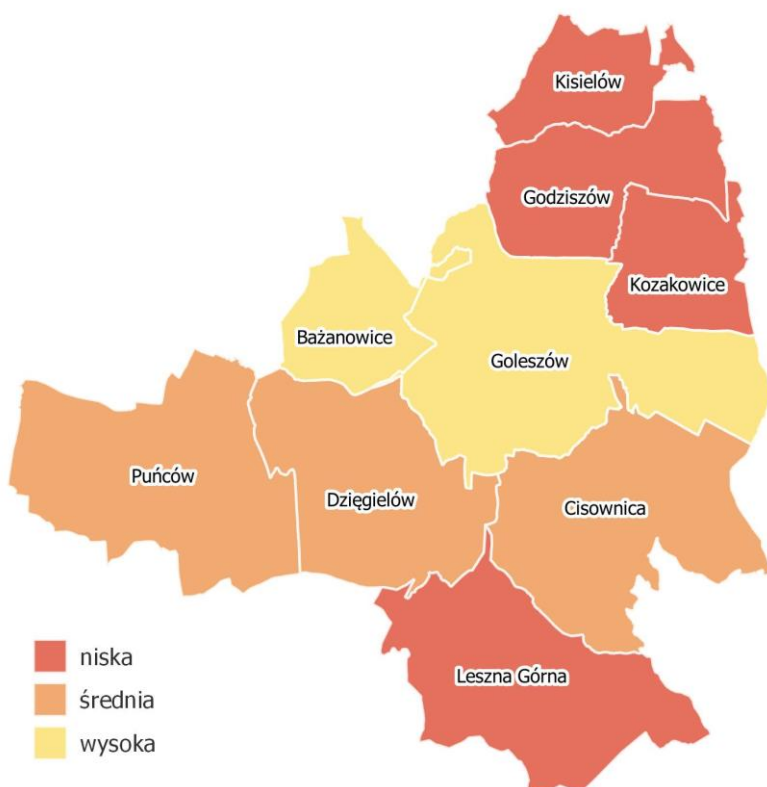 Kisielów
Godziszów
Kozakowice
Bażanowice
Goleszów
Puńców
Dzięgielów
Cisownica
Leszna Górna
niska
średnia
wysoka